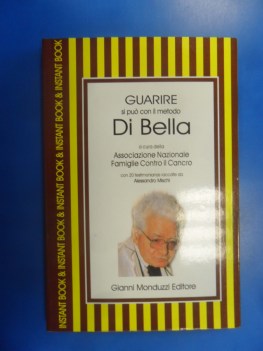 GUARIRE
si può con il metodo
Di Bella
a cura della
Associazione Nazionale
Famiglie Contro il Cancro
con 20 testimonianze raccolte da
Alessandro Mischi
Gianni Monduzzi Editore
INSTANT BOOK & INSTANT BOOK & INSTANT BOOK
INSTANT BOOK & INSTANT BOOK & INSTANT BOOK